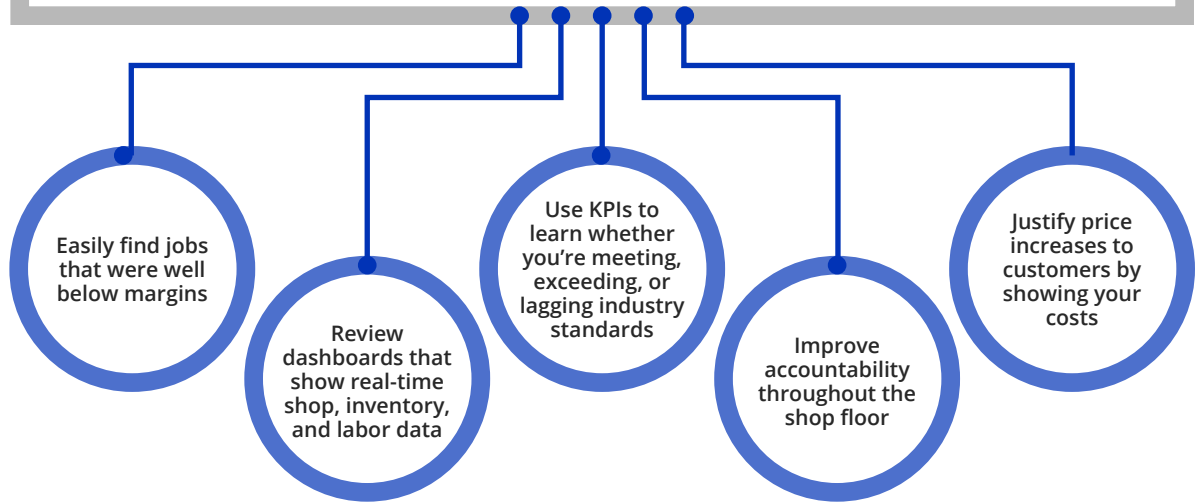 Easily find jobs
that were well
below margins
Review
dashboards that
show real-time
shop, inventory,
and labor data
Use KPIs to
learn whether
you’re meeting,
exceeding, or
lagging industry
standards
Improve
accountability
throughout the
shop floor
Justify price
increases to
customers by
showing your
costs